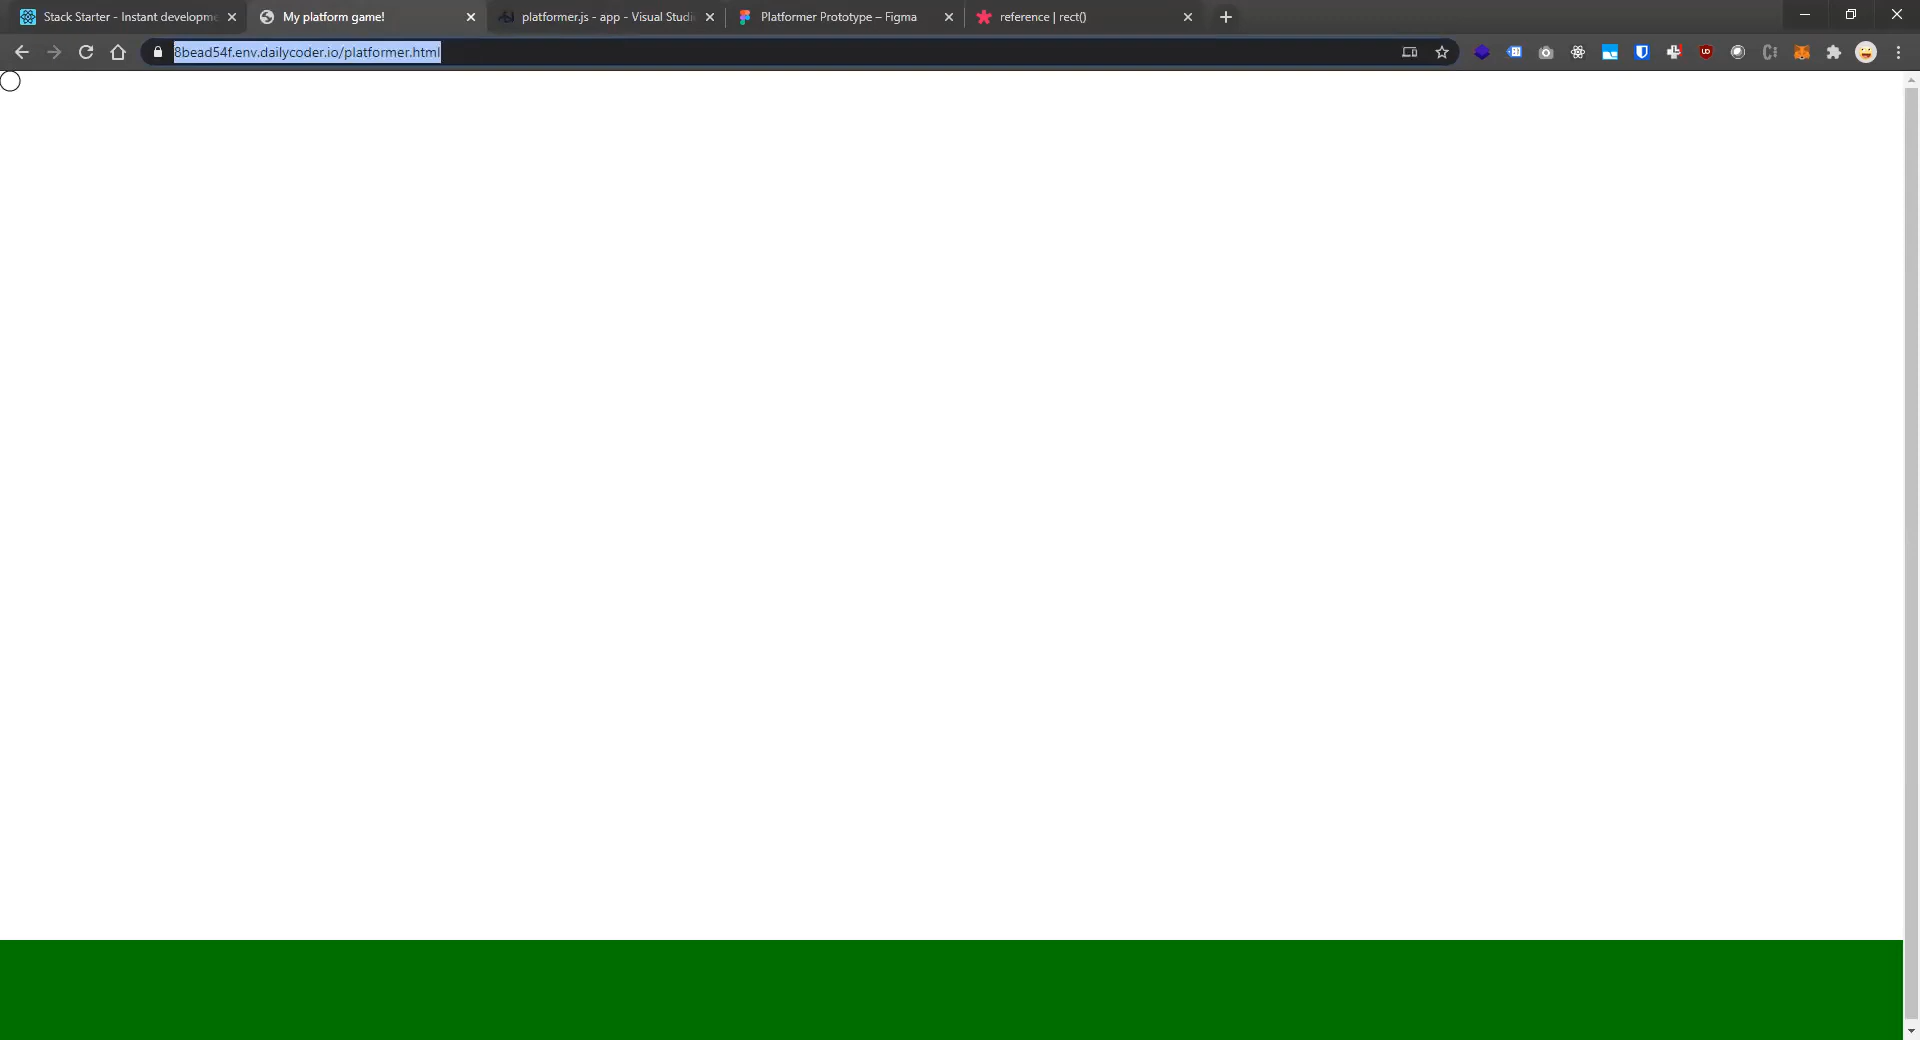 Stack Starter - Instant developme
My platform game!
platformer.js - app - Visual Studi
Platformer Prototype – Figma
reference | rect()
8bead54f.env.dailycoder.io/platformer.html